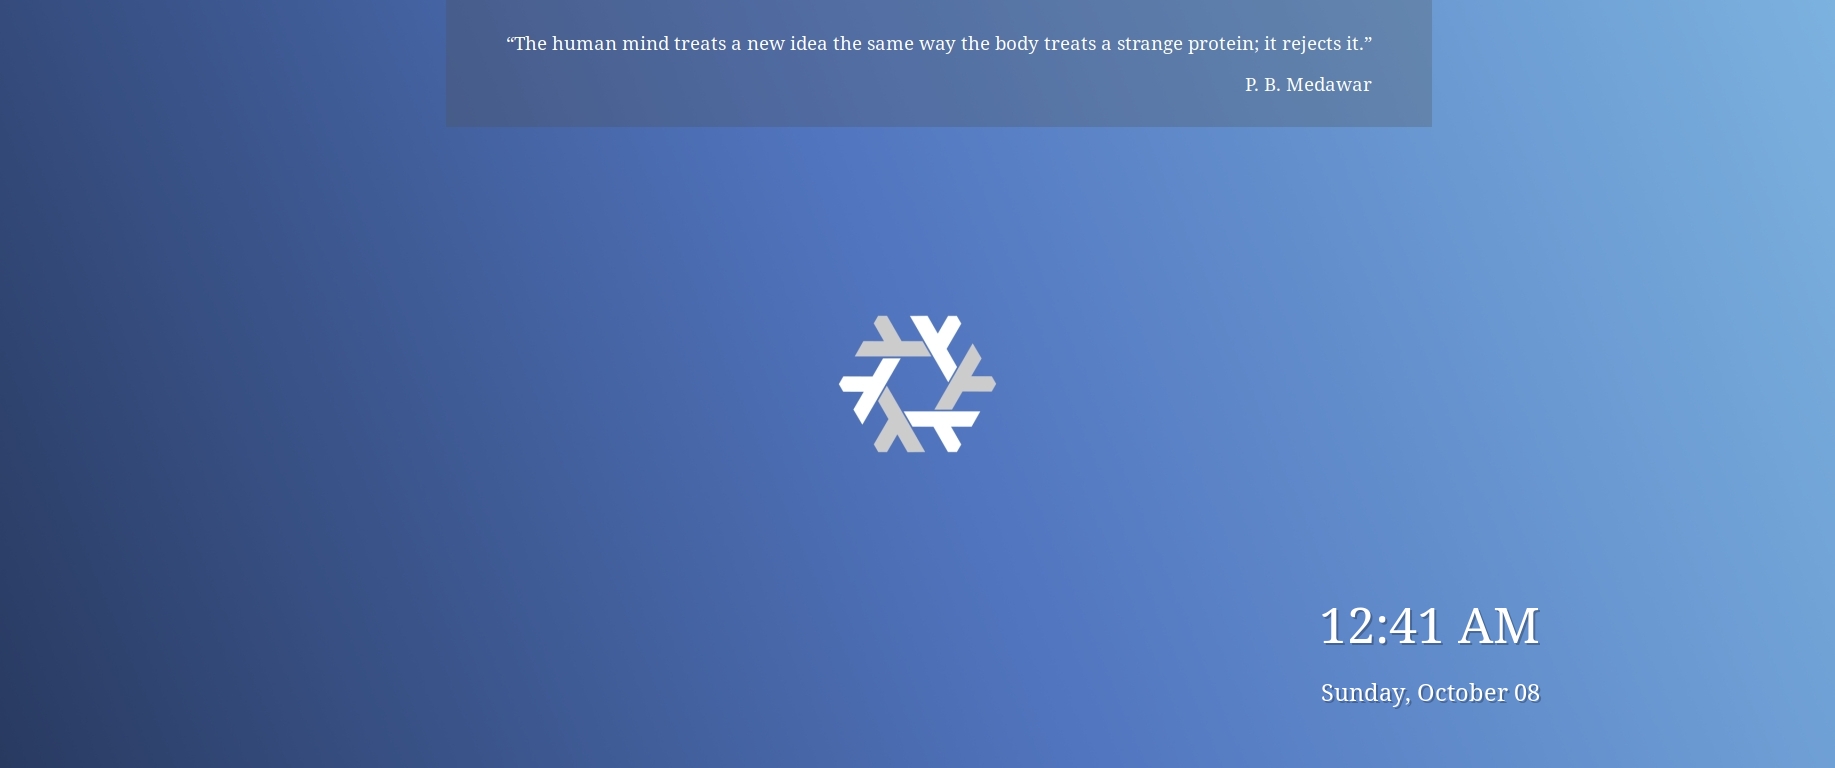 “The human mind treats a new idea the same way the body treats a strange protein; it rejects it.”
P. B. Medawar
12:41 AM
Sunday, October 08